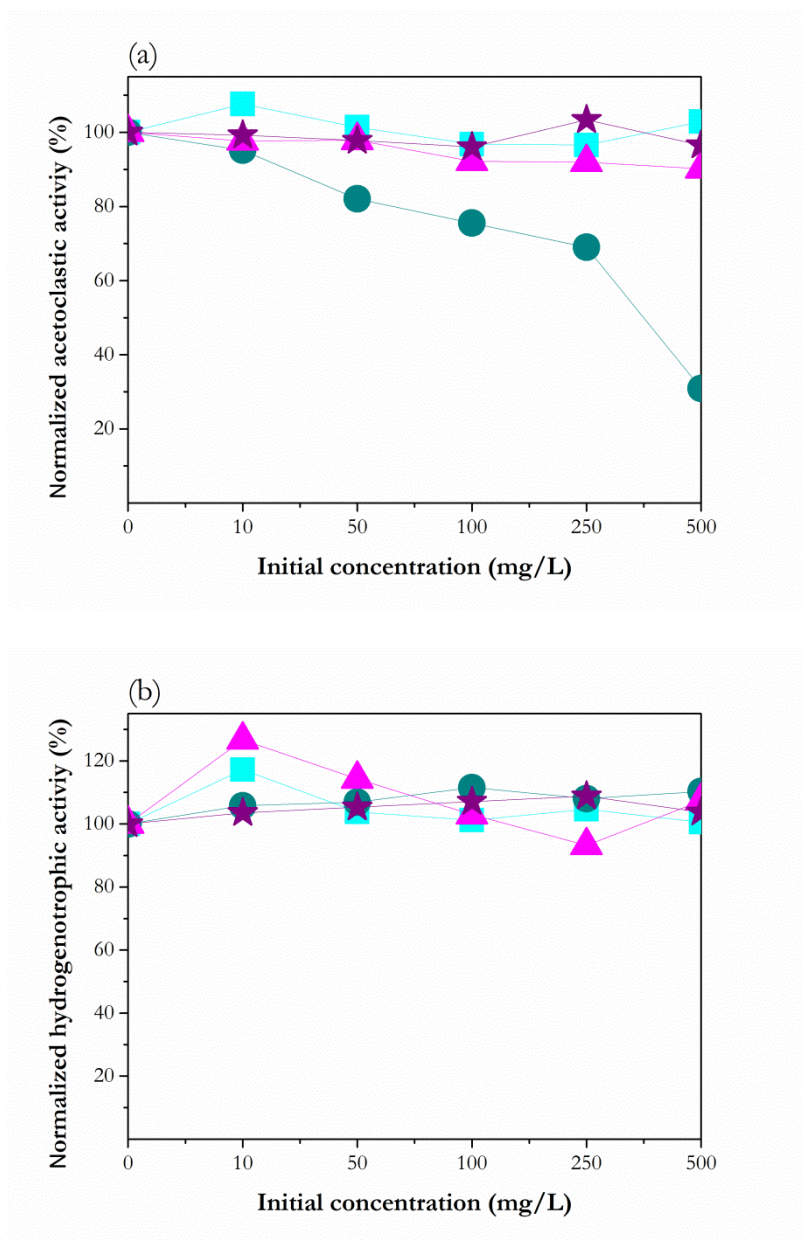 (a)
Normalized acetoclastic activiy (%)
100
80
60
40
20
0 10 50 100 250 500
Initial concentration (mg/L)
(b)
Normalized hydrogenotrophic activiy (%)
120
100
80
60
40
20
0 10 50 100 250 500
Initial concentration (mg/L)